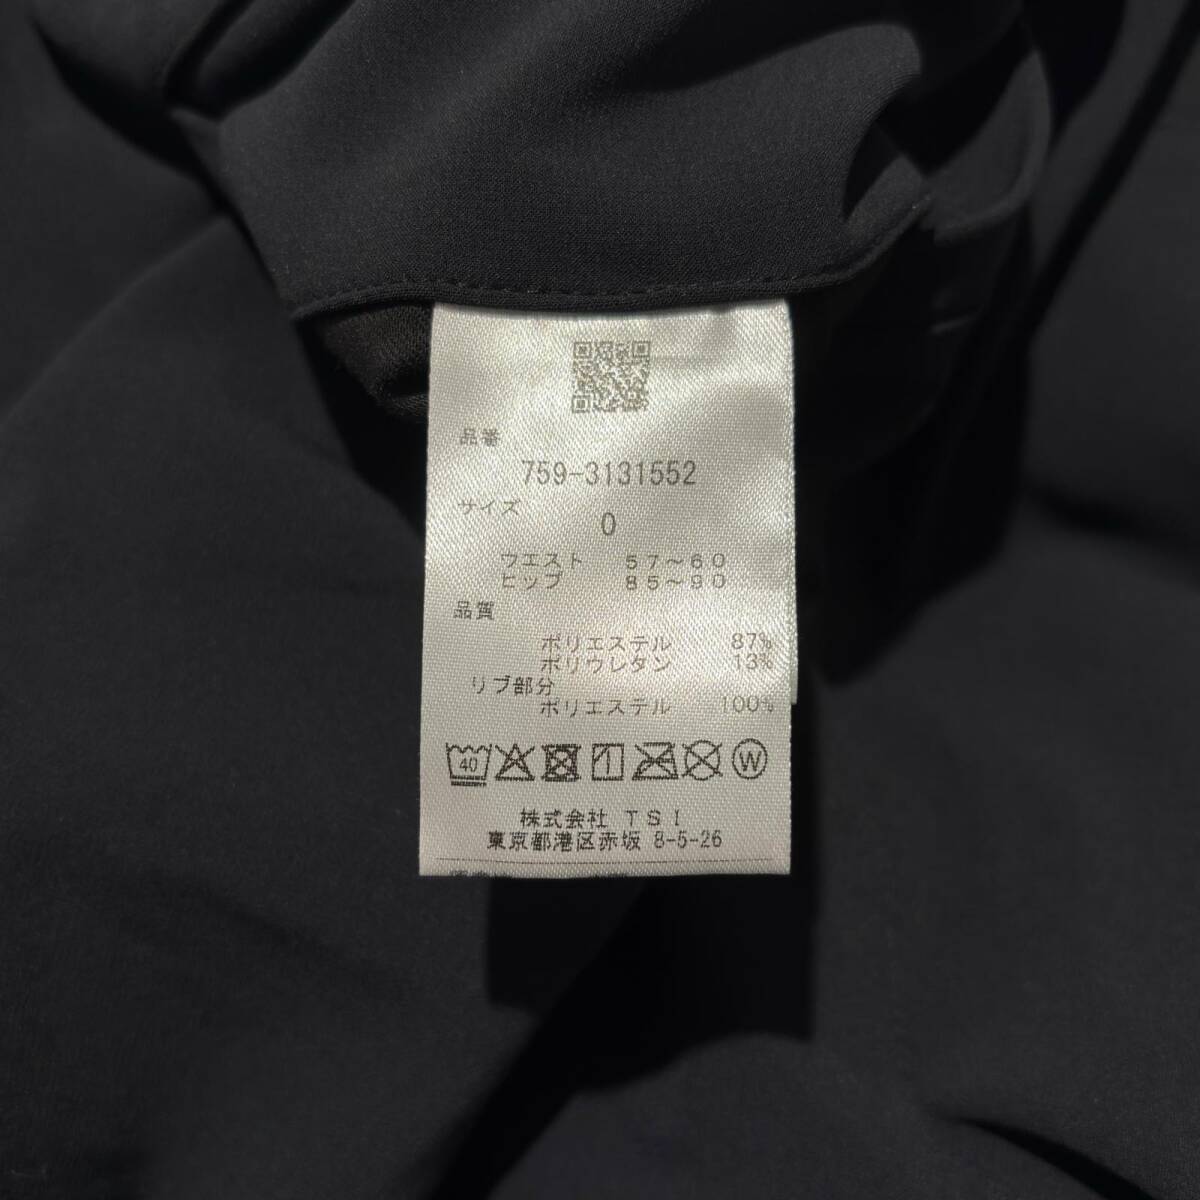 品番
759-3131552
サイズ
0
ウエスト 57～60
ヒップ 85～90
品質
ポリエステル 87%
ポリウレタン 13%
リブ部分
ポリエステル 100%
40 W
株式会社 TSI
東京都港区赤坂 8-5-26